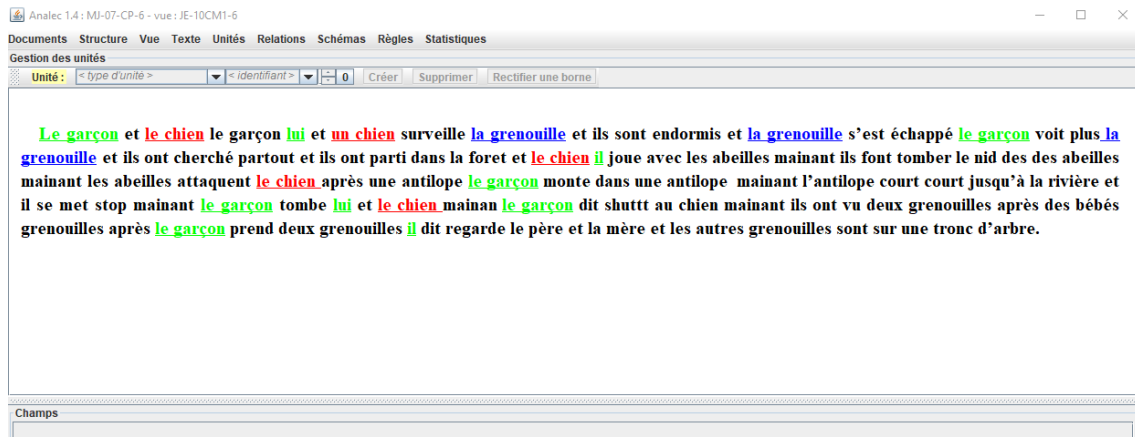 Analec 1.4 : MJ-07-CP-6 - vue : JE-10CM1-6
Documents Structure Vue Texte Unités Relations Schémas Règles Statistiques
Gestion des unités
Unité : < type d'unité > < identifiant > 0 Créer Supprimer Rectifier une borne
Le garçon et le chien le garçon lui et un chien surveille la grenouille et ils sont endormis et la grenouille s'est échappé le garçon voit plus la
grenouille et ils ont cherché partout et ils ont parti dans la foret et le chien il joue avec les abeilles mainant ils font tomber le nid des des abeilles
mainant les abeilles attaquent le chien après une antilope le garçon monte dans une antilope mainant l'antilope court court jusqu'à la rivière et
il se met stop mainant le garçon tombe lui et le chien mainan le garçon dit shuttt au chien mainant ils ont vu deux grenouilles après des bébés
grenouilles après le garçon prend deux grenouilles il dit regarde le père et la mère et les autres grenouilles sont sur une tronc d'arbre.
Champs